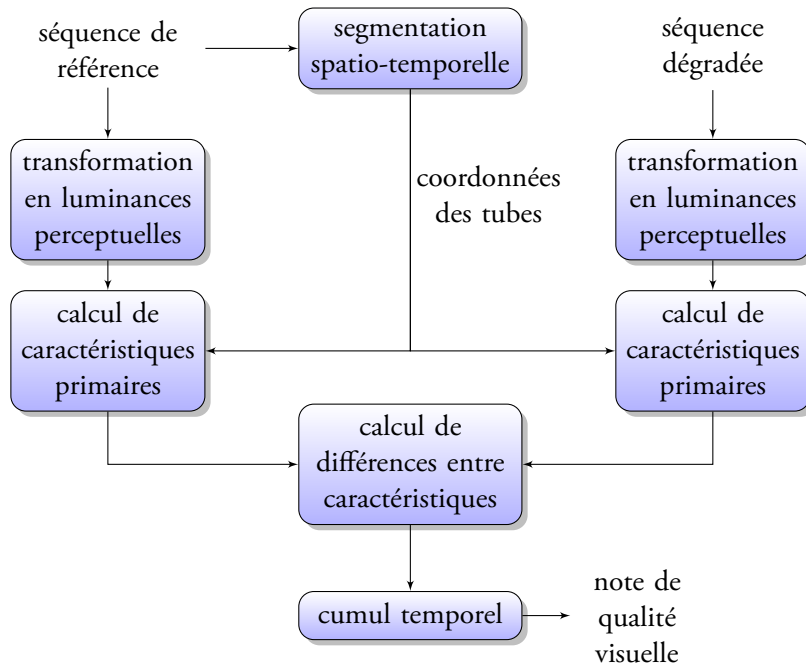 séquence de
référence
segmentation
spatio-temporelle
séquence
dégradée
transformation
en luminances
perceptuelles
coordonnées
des tubes
transformation
en luminances
perceptuelles
calcul de
caractéristiques
primaires
calcul de
caractéristiques
primaires
calcul de
différences entre
caractéristiques
cumul temporel
note de
qualité
visuelle